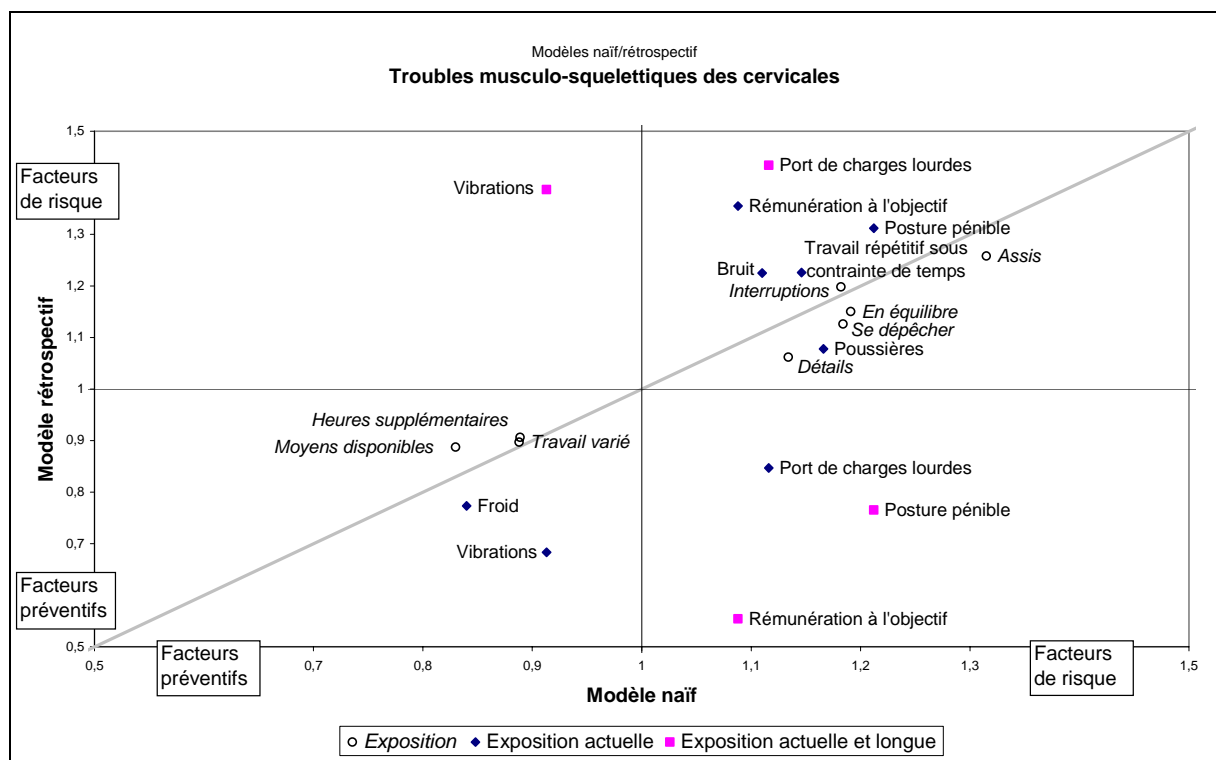 Modèles naïf/rétrospectif
Troubles musculo-squelettiques des cervicales
Modèle rétrospectif
1,5
1,4
1,3
1,2
1,1
1
0,9
0,8
0,7
0,6
0,5
Facteurs
de risque
Facteurs
préventifs
Port de charges lourdes
Vibrations
Rémunération à l'objectif
Posture pénible
Travail répétitif sous
contrainte de temps
Assis
Bruit
Interruptions
En équilibre
Se dépêcher
Poussières
Détails
Heures supplémentaires
Moyens disponibles
Travail varié
Port de charges lourdes
Froid
Posture pénible
Vibrations
Rémunération à l'objectif
0,5
0,7
0,8
0,9
1
1,1
1,2
1,3
1,5
Facteurs
préventifs
Facteurs
de risque
Modèle naïf
Exposition
Exposition actuelle
Exposition actuelle et longue